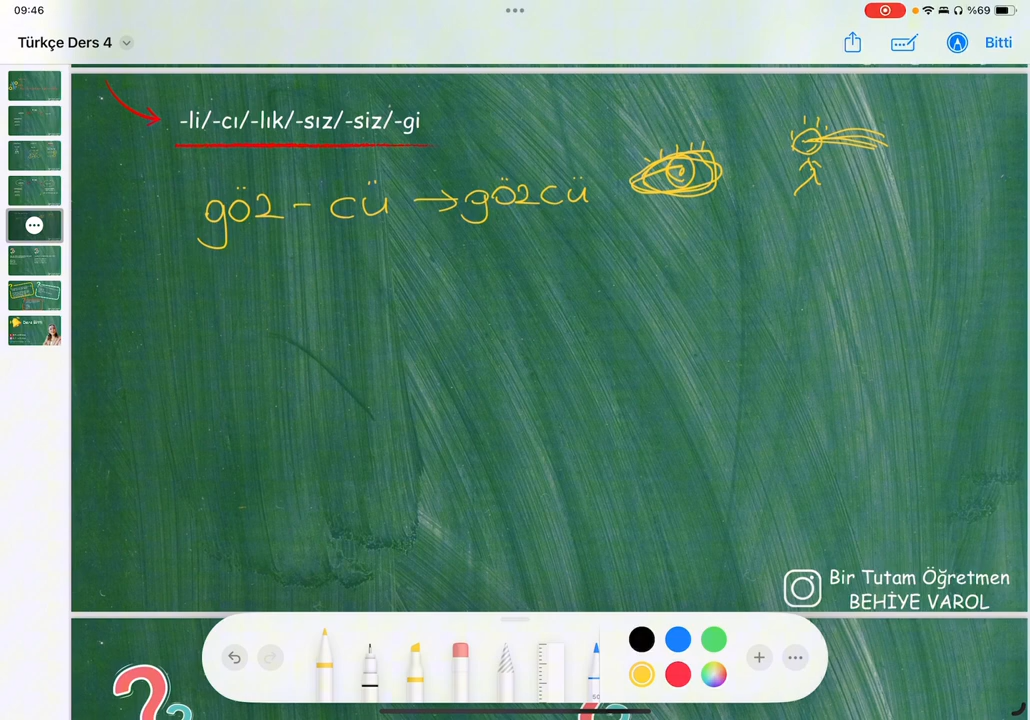 09:46
%69
Türkçe Ders 4
Bitti
-li/-cı/-lık/-sız/-siz/-gi
göz - cü → gözcü
Bir Tutam Öğretmen
BEHİYE VAROL